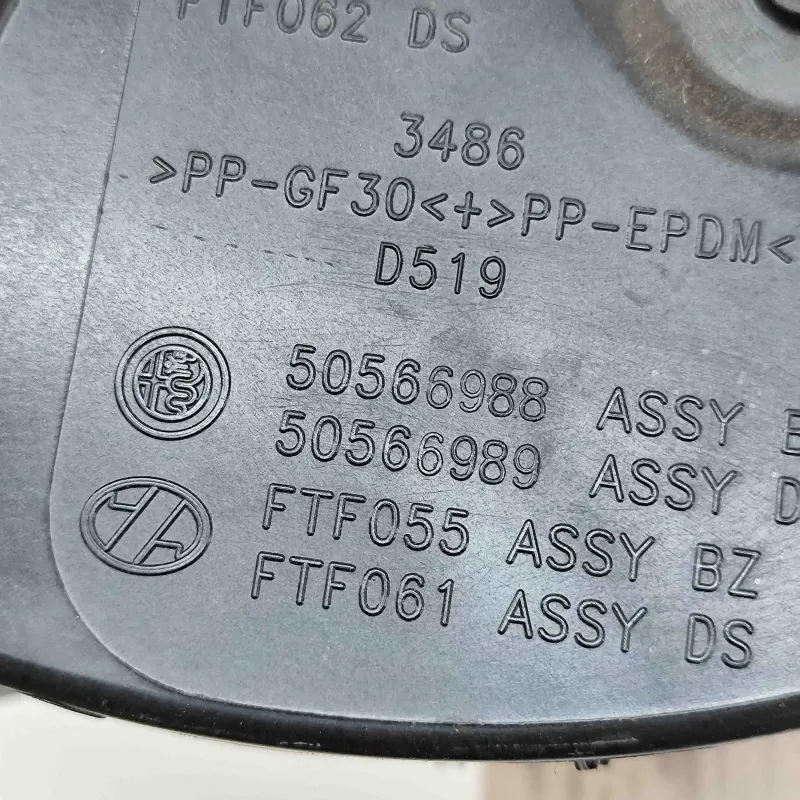 FTF062 DS
3486
>PP-GF30<+>PP-EPDM<
D519
50566988 ASSY
50566989 ASSY
FTF055 ASSY BZ
FTF061 ASSY DS